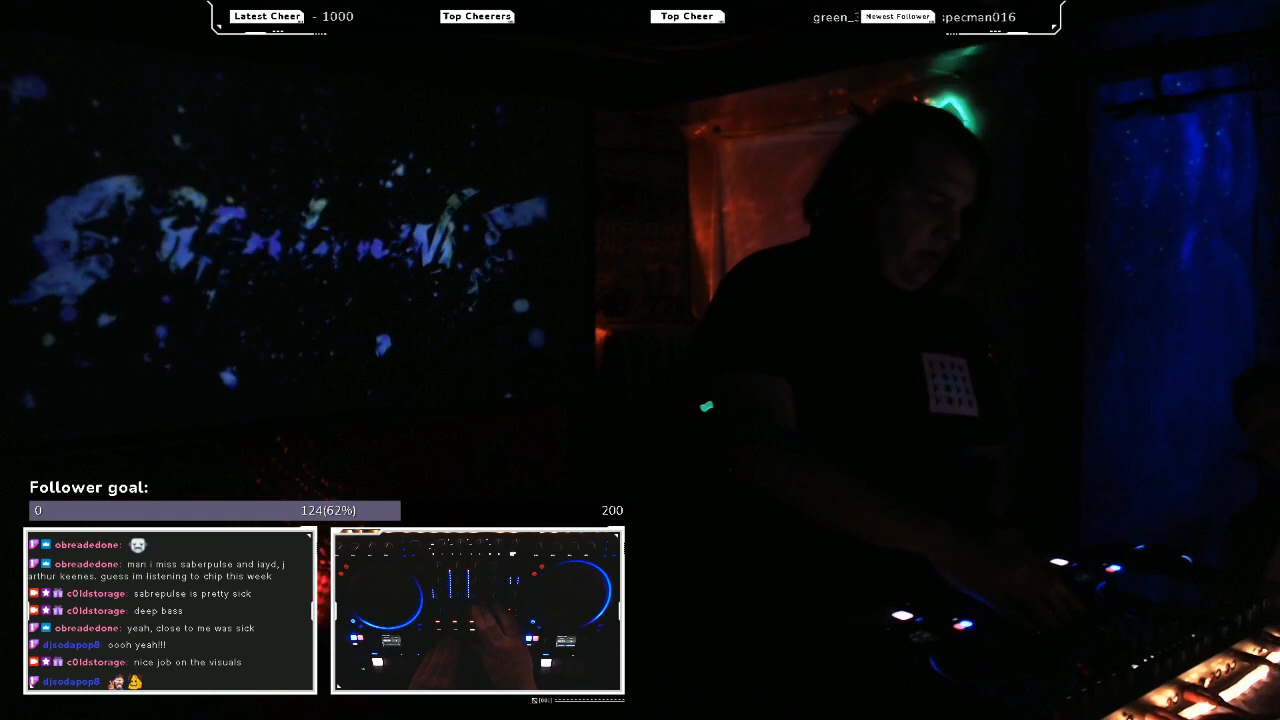 Latest Cheer
- 1000
Top Cheerers
Top Cheer
green_
Newest Follower
pecman016
Follower goal:
0
124(62%)
200
obreadedone:
obreadedone: man i miss saberpulse and iayd, j
arthur keenes. guess im listening to chip this week
c0ldstorage: sabrepulse is pretty sick
c0ldstorage: deep bass
obreadedone: yeah, close to me was sick
djsodapop8: oooh yeah!!!
c0ldstorage: nice job on the visuals
djsodapop8